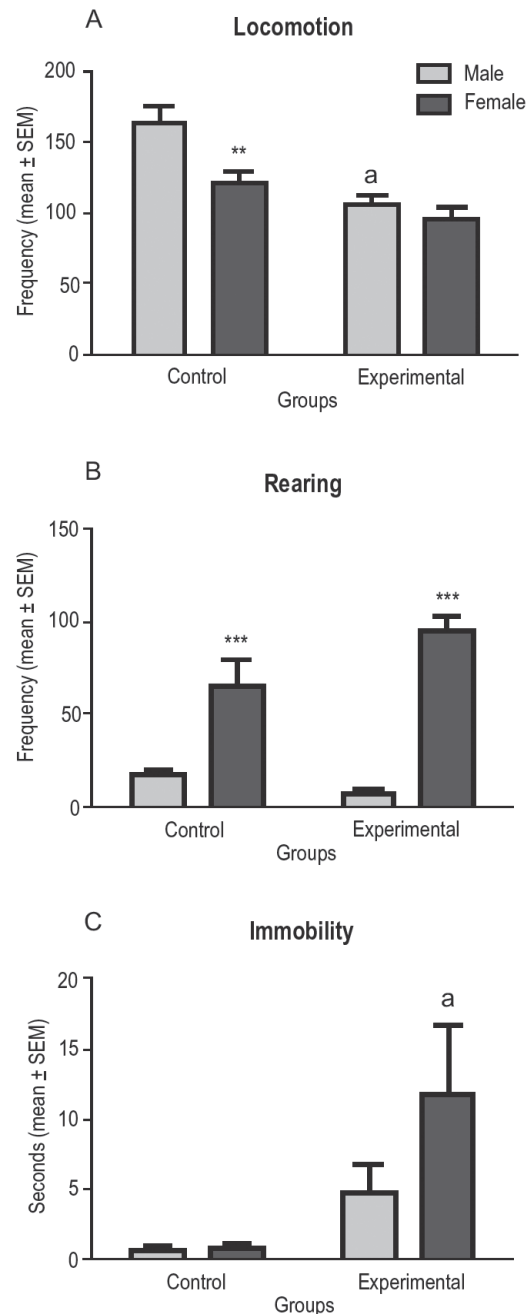 A
Locomotion
Frequency (mean ± SEM)
200
150
100
50
0
Male
Female
**
a
Control
Experimental
Groups
B
Rearing
Frequency (mean ± SEM)
150
100
50
0
***
***
Control
Experimental
Groups
C
Immobility
Seconds (mean ± SEM)
20
15
10
5
0
a
Control
Experimental
Groups